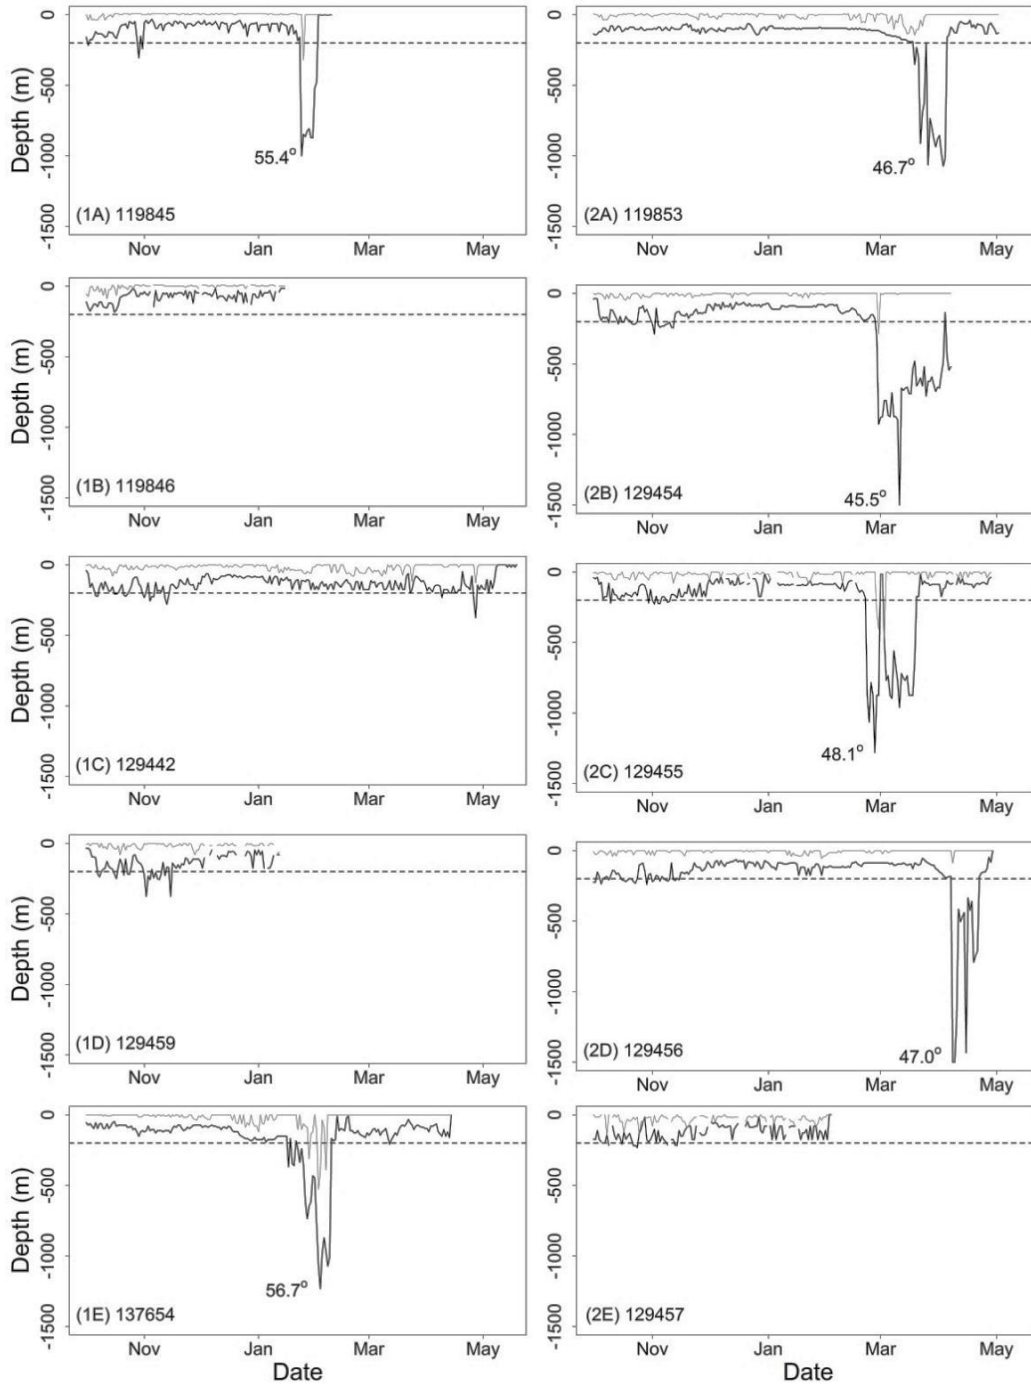 Depth (m)
0
-500
-1000
-1500
55.4°
(1A) 119845
Nov
Jan
Mar
May
0
-500
-1000
-1500
46.7°
(2A) 119853
Nov
Jan
Mar
May
Depth (m)
0
-500
-1000
-1500
(1B) 119846
Nov
Jan
Mar
May
0
-500
-1000
-1500
45.5°
(2B) 129454
Nov
Jan
Mar
May
Depth (m)
0
-500
-1000
-1500
(1C) 129442
Nov
Jan
Mar
May
0
-500
-1000
-1500
48.1°
(2C) 129455
Nov
Jan
Mar
May
Depth (m)
0
-500
-1000
-1500
(1D) 129459
Nov
Jan
Mar
May
0
-500
-1000
-1500
47.0°
(2D) 129456
Nov
Jan
Mar
May
Depth (m)
0
-500
-1000
-1500
56.7°
(1E) 137654
Nov
Jan
Mar
May
Date
0
-500
-1000
-1500
(2E) 129457
Nov
Jan
Mar
May
Date